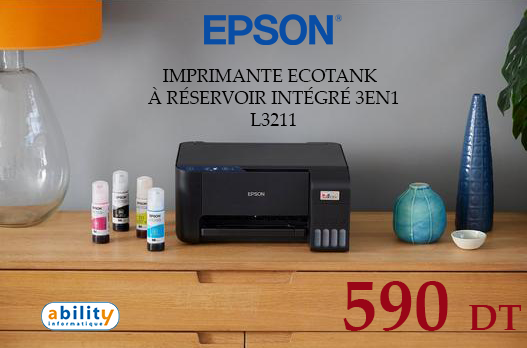 EPSON
IMPRIMANTE ECOTANK
À RÉSERVOIR INTÉGRÉ 3EN1
L3211
EPSON
ability
informatique
590 DT